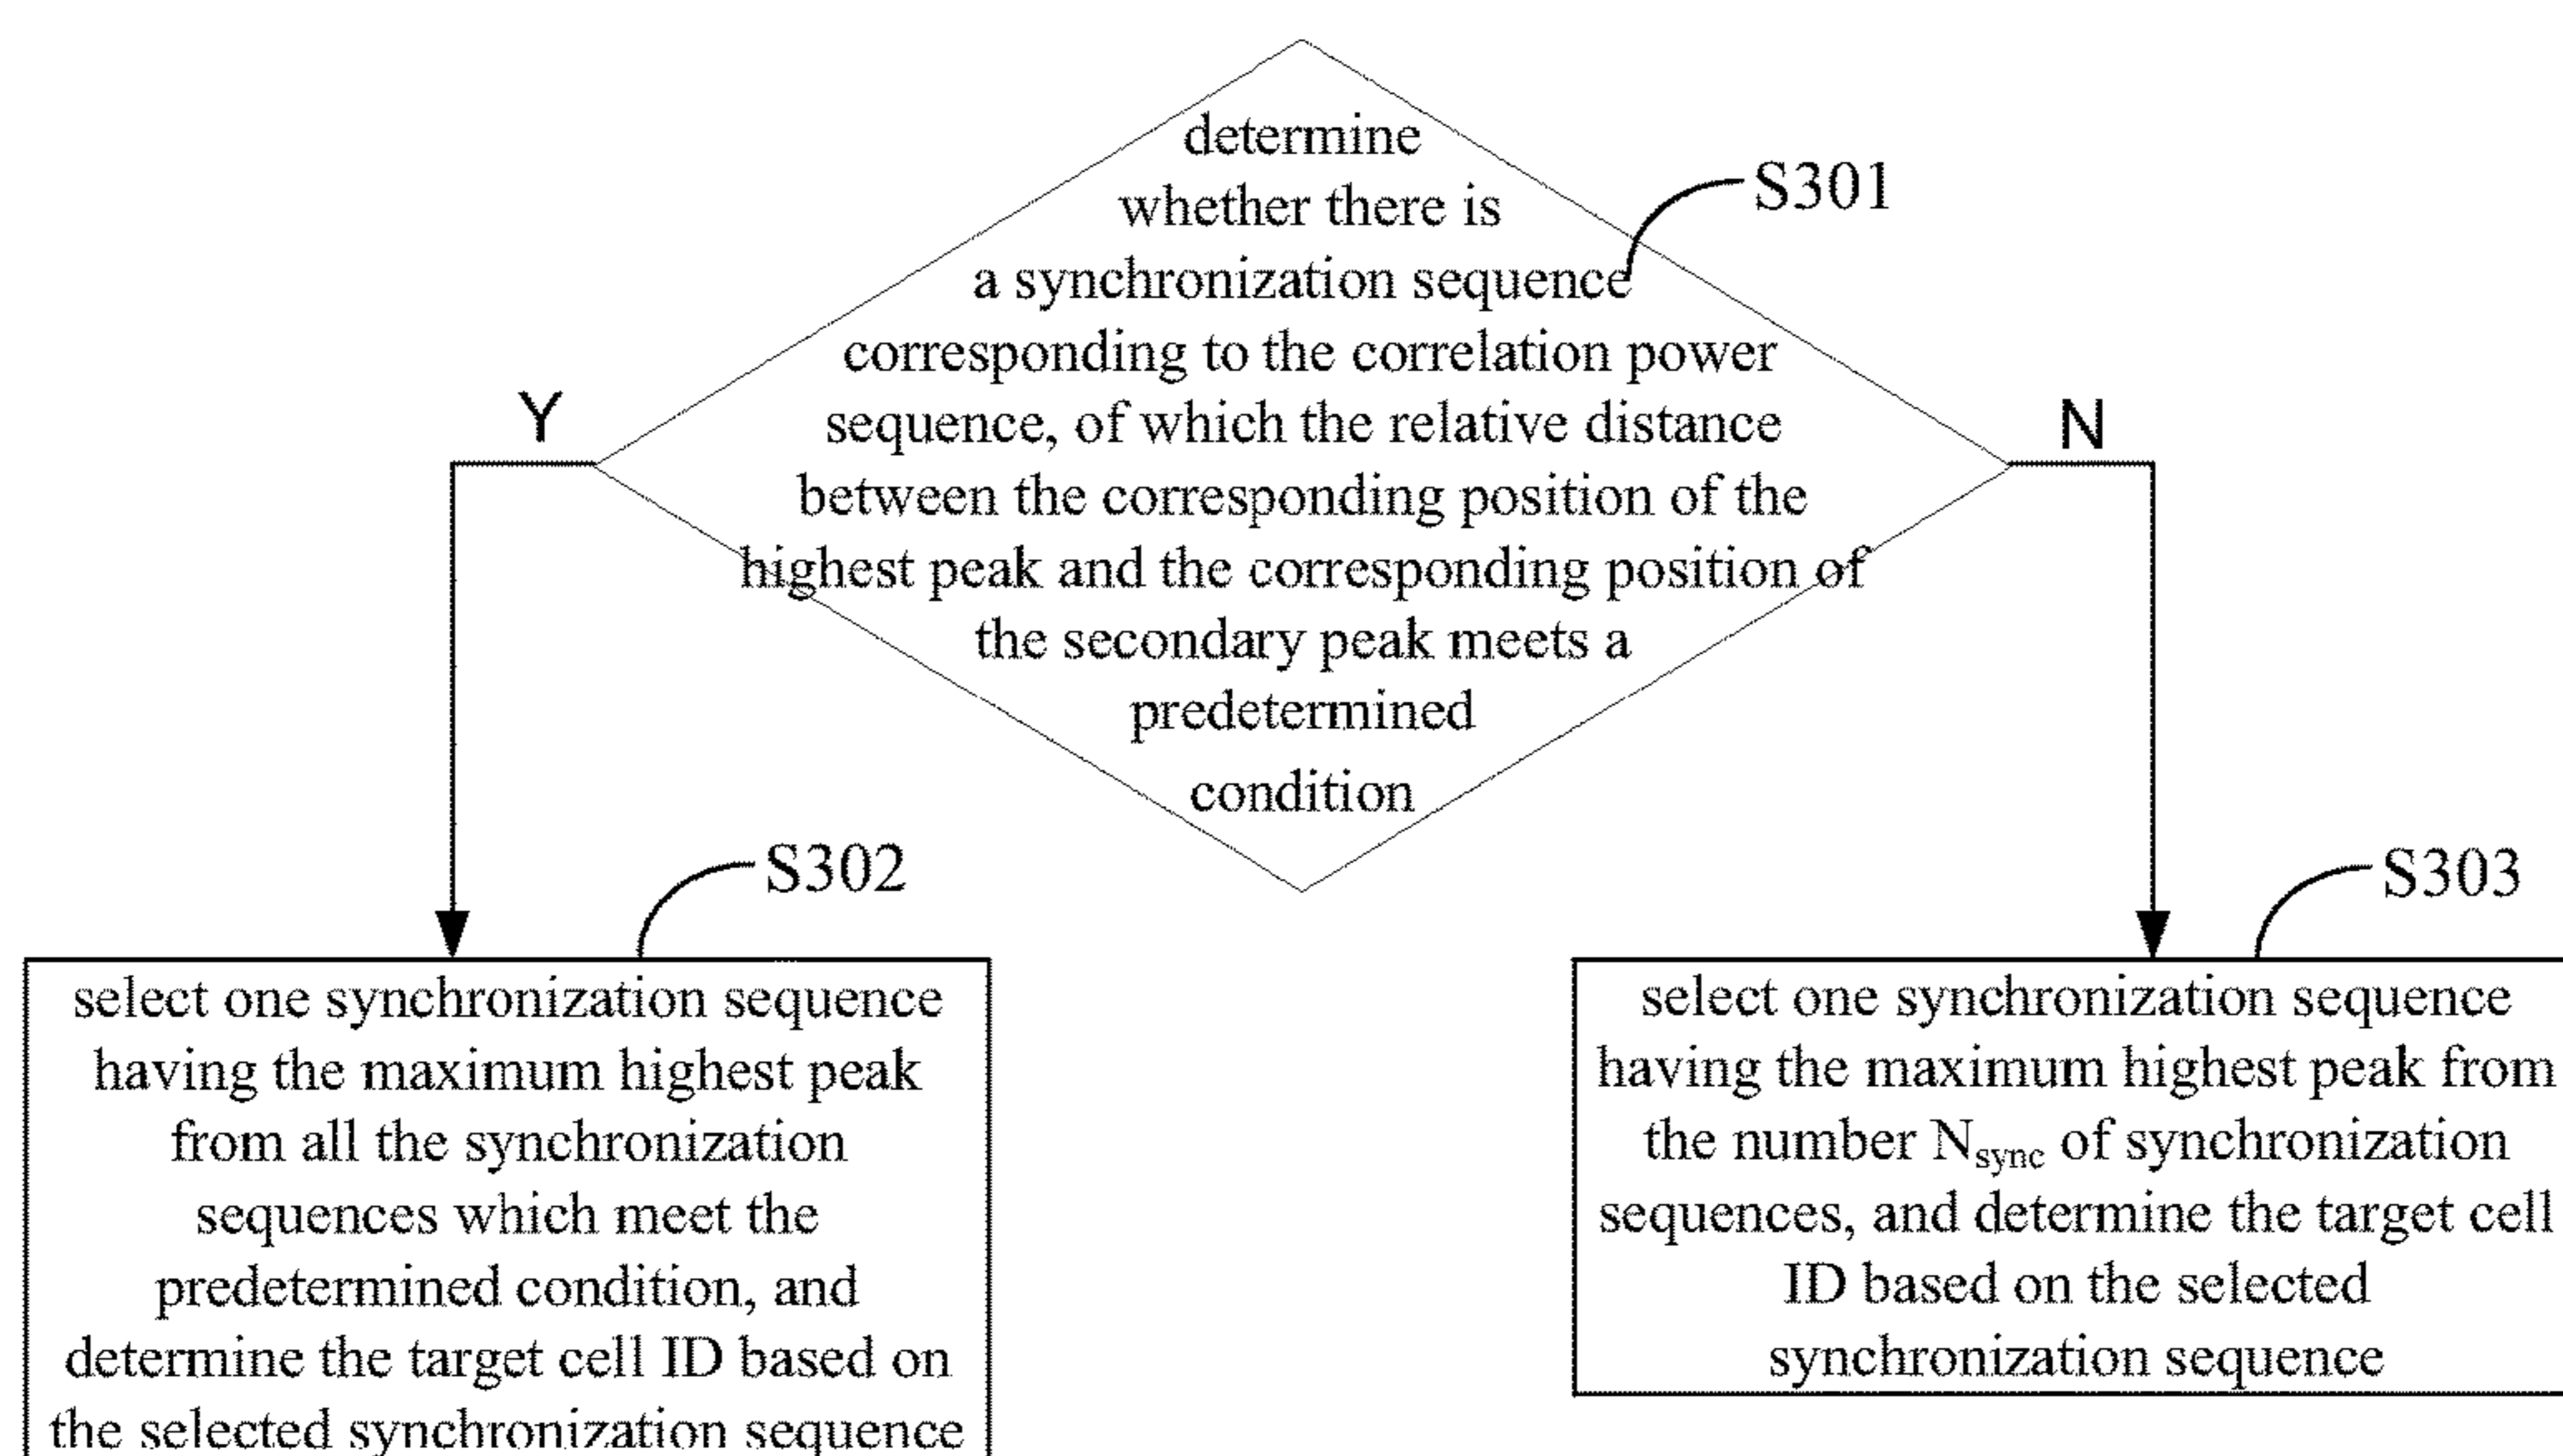 determine
whether there is
a synchronization sequence
corresponding to the correlation power
sequence, of which the relative distance
between the corresponding position of the
highest peak and the corresponding position of
the secondary peak meets a
predetermined
condition
S301
Y
N
S302
S303
select one synchronization sequence
having the maximum highest peak
from all the synchronization
sequences which meet the
predetermined condition, and
determine the target cell ID based on
the selected synchronization sequence
select one synchronization sequence
having the maximum highest peak from
the number Nsync of synchronization
sequences, and determine the target cell
ID based on the selected
synchronization sequence